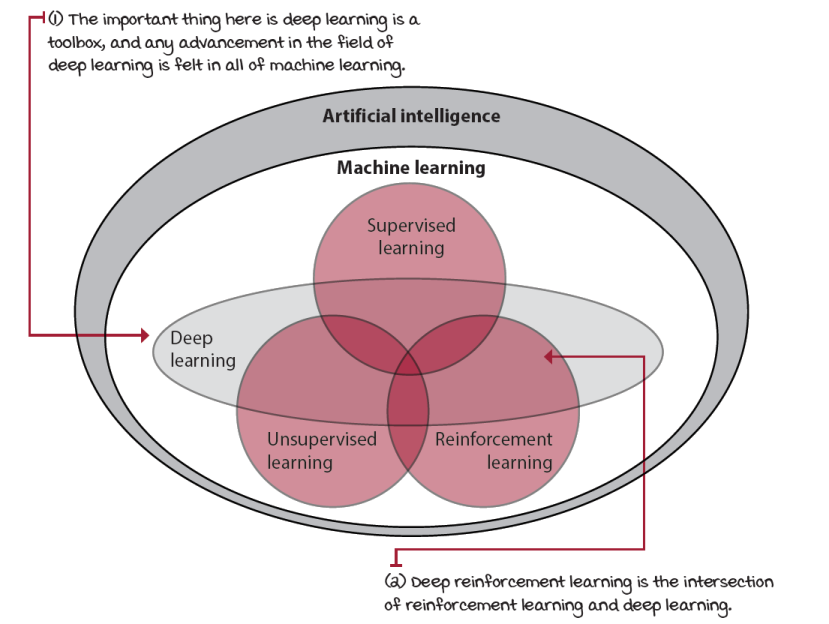 (1) The important thing here is deep learning is a
toolbox, and any advancement in the field of
deep learning is felt in all of machine learning.
Artificial intelligence
Machine learning
Supervised
learning
Deep
learning
Unsupervised
learning
Reinforcement
learning
(2) Deep reinforcement learning is the intersection
of reinforcement learning and deep learning.